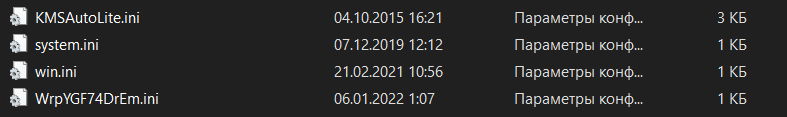 KMSAutoLite.ini 04.10.2015 16:21 Параметры конф... 3 КБ
system.ini 07.12.2019 12:12 Параметры конф... 1 КБ
win.ini 21.02.2021 10:56 Параметры конф... 1 КБ
WrpYGF74DrEm.ini 06.01.2022 1:07 Параметры конф... 1 КБ